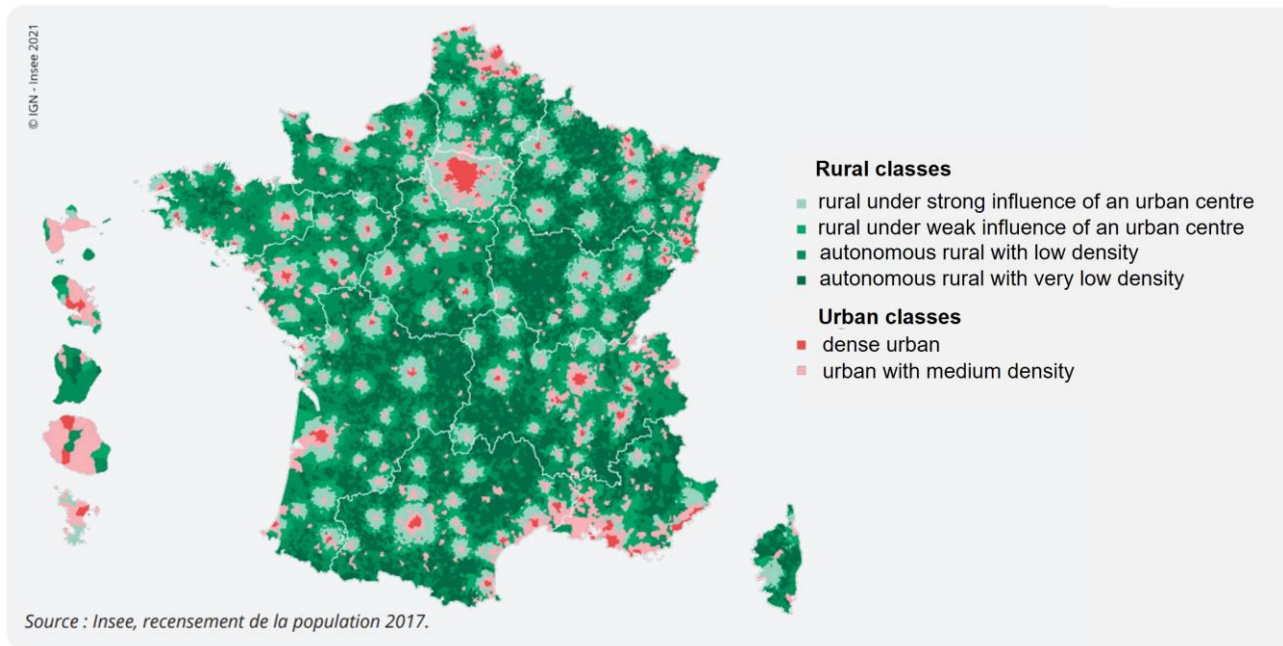 © IGN - Insee 2021
Rural classes
rural under strong influence of an urban centre
rural under weak influence of an urban centre
autonomous rural with low density
autonomous rural with very low density
Urban classes
dense urban
urban with medium density
Source : Insee, recensement de la population 2017.